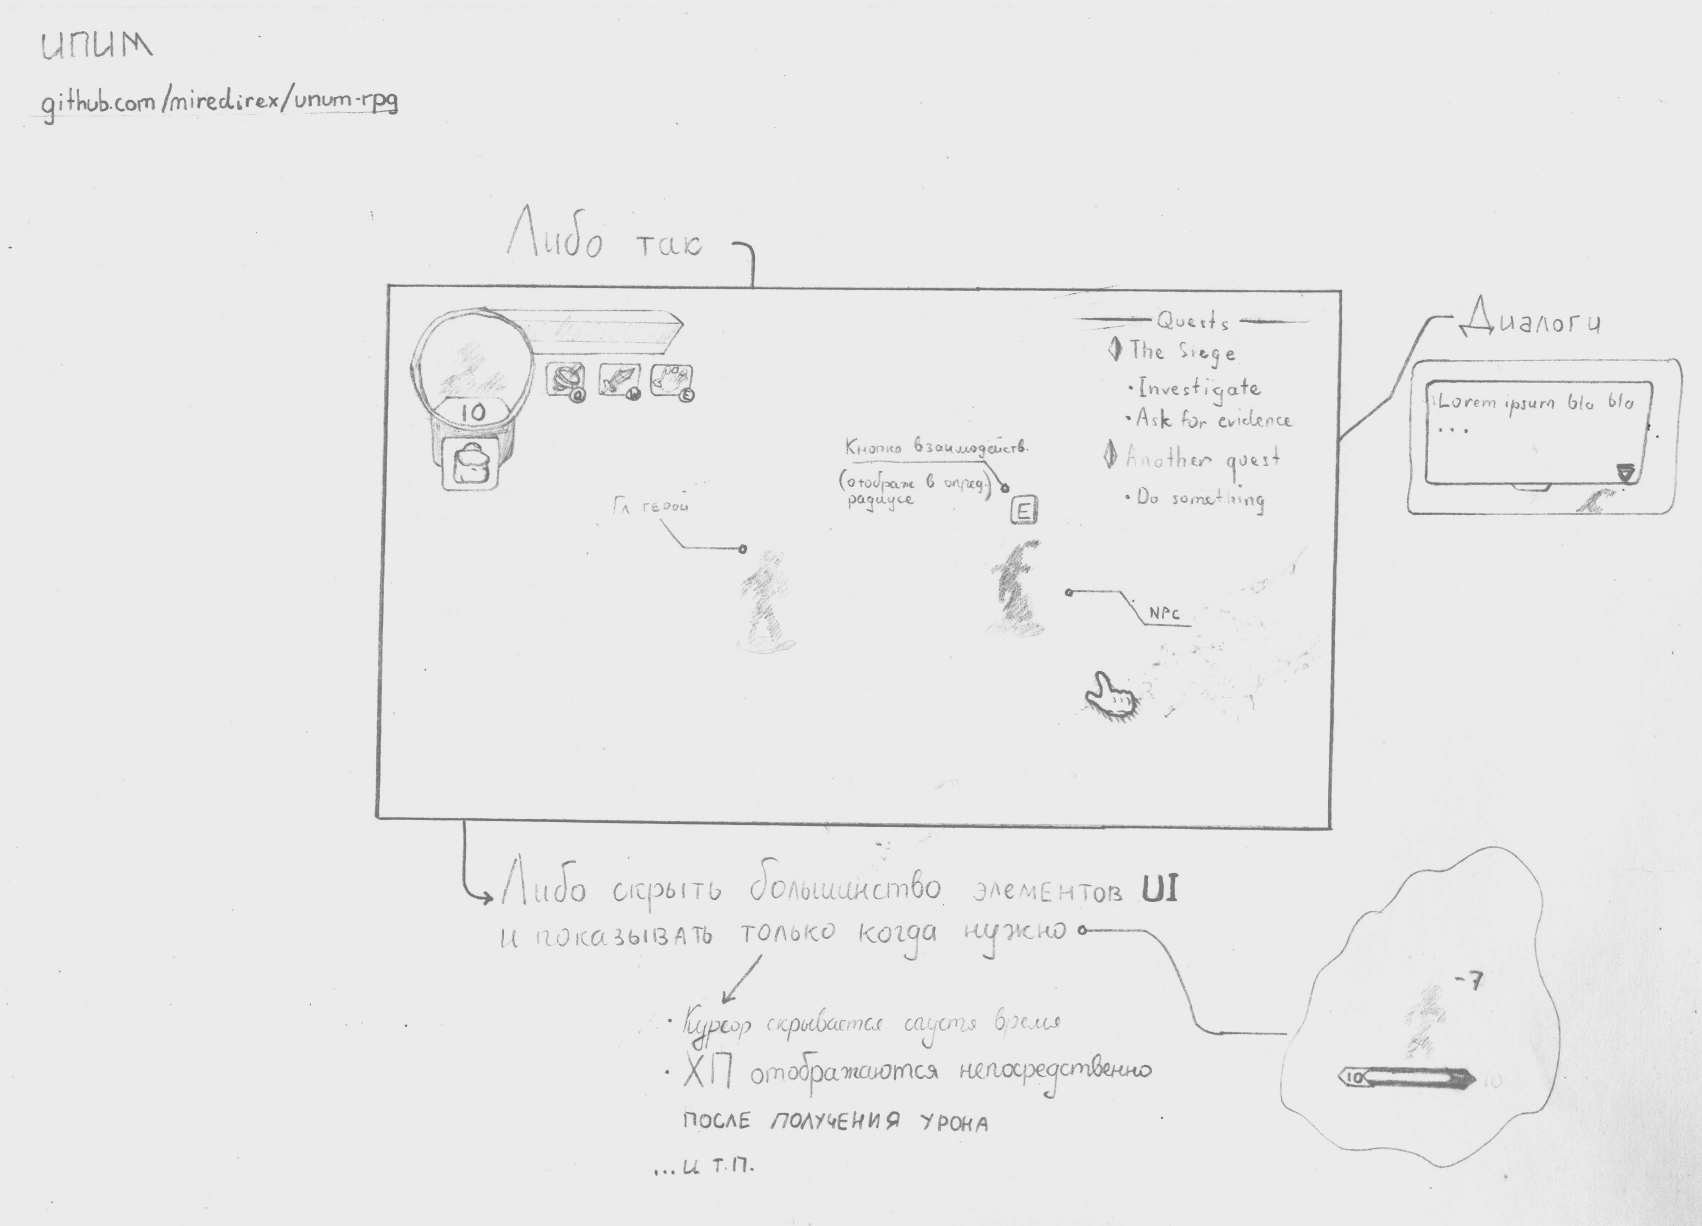 unum
github.com/miredirex/unum-rpg
Либо так
Quests
The Siege
• Investigate
• Ask for evidence
Another quest
• Do something
10
Q
W
E
Кнопка взаимодейств.
(отображ в опред.)
радиусе
E
Гл герой
NPC
Диалоги
Lorem ipsum bla bla
...
Либо скрыть большинство элементов UI
и показывать только когда нужно
• Курсор скрывается спустя время
• ХП отображаются непосредственно
после получения урона
...и т.п.
-7
10
10